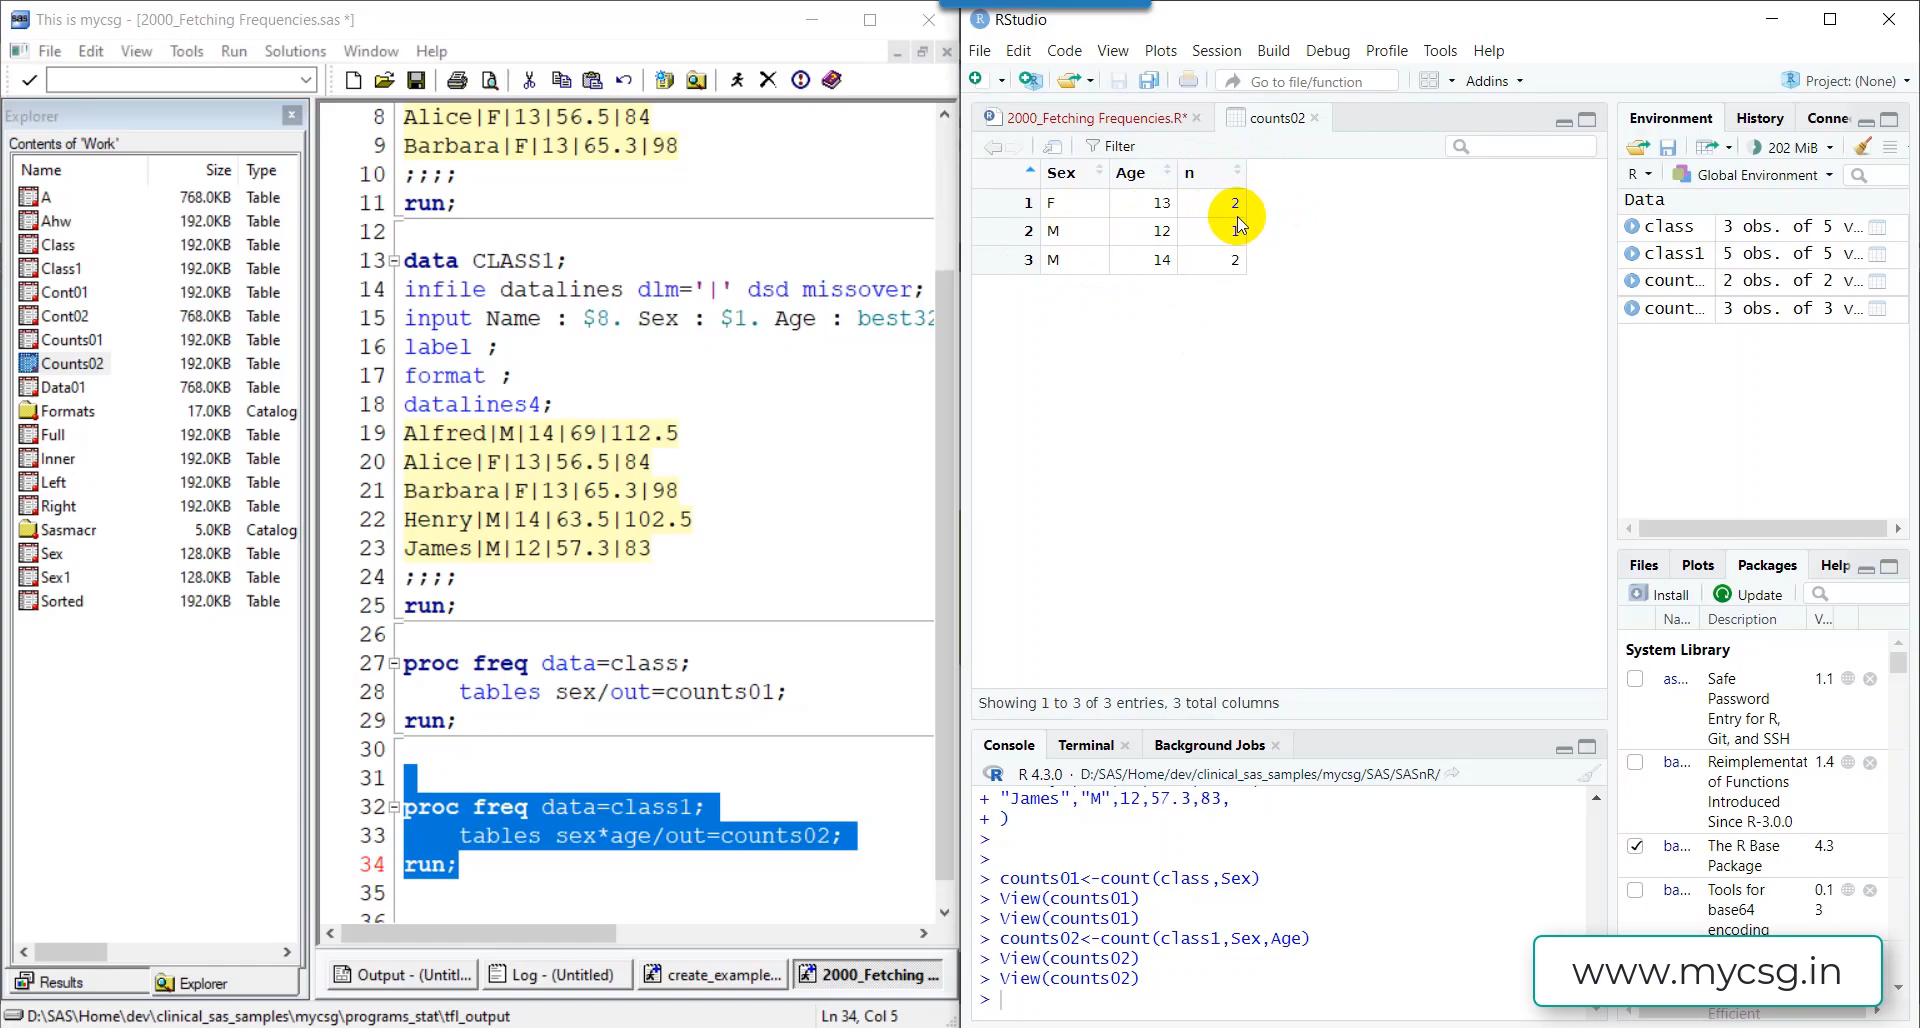 This is mycsg - [2000_Fetching Frequencies.sas *]
File Edit View Tools Run Solutions Window Help
Explorer
Contents of 'Work'
Name Size Type
A 768.0KB Table
Ahw 192.0KB Table
Class 192.0KB Table
Class1 192.0KB Table
Cont01 192.0KB Table
Cont02 768.0KB Table
Counts01 192.0KB Table
Counts02 192.0KB Table
Data01 768.0KB Table
Formats 17.0KB Catalog
Full 192.0KB Table
Inner 192.0KB Table
Left 192.0KB Table
Right 192.0KB Table
Sasmacr 5.0KB Catalog
Sex 128.0KB Table
Sex1 128.0KB Table
Sorted 192.0KB Table
Results Explorer
8 Alice|F|13|56.5|84
9 Barbara|F|13|65.3|98
10 ;;;;
11 run;
12
13 data CLASS1;
14 infile datalines dlm='|' dsd missover;
15 input Name : $8. Sex : $1. Age : best32
16 label ;
17 format ;
18 datalines4;
19 Alfred|M|14|69|112.5
20 Alice|F|13|56.5|84
21 Barbara|F|13|65.3|98
22 Henry|M|14|63.5|102.5
23 James|M|12|57.3|83
24 ;;;;
25 run;
26
27 proc freq data=class;
28 tables sex/out=counts01;
29 run;
30
31
32 proc freq data=class1;
33 tables sex*age/out=counts02;
34 run;
35
36
Output - (Untitl... Log - (Untitled) create_example... 2000_Fetching ...
D:\SAS\Home\dev\clinical_sas_samples\mycsg\programs_stat\tfl_output Ln 34, Col 5
RStudio
File Edit Code View Plots Session Build Debug Profile Tools Help
Go to file/function Addins Project: (None)
2000_Fetching Frequencies.R* counts02
Filter
Sex Age n
1 F 13 2
2 M 12 1
3 M 14 2
Showing 1 to 3 of 3 entries, 3 total columns
Console Terminal Background Jobs
R 4.3.0 · D:/SAS/Home/dev/clinical_sas_samples/mycsg/SAS/SASnR/
+ "James","M",12,57.3,83,
+ )
>
>
> counts01<-count(class,Sex)
> View(counts01)
> View(counts01)
> counts02<-count(class1,Sex,Age)
> View(counts02)
> View(counts02)
>
Environment History Conne
202 MiB
R Global Environment
Data
class 3 obs. of 5 v...
class1 5 obs. of 5 v...
count... 2 obs. of 2 v...
count... 3 obs. of 3 v...
Files Plots Packages Help
Install Update
Na... Description V...
System Library
as... Safe Password Entry for R, Git, and SSH 1.1
ba... Reimplementat of Functions Introduced Since R-3.0.0 1.4
ba... The R Base Package 4.3
ba... Tools for base64 encoding 0.1 3
Efficient
www.mycsg.in